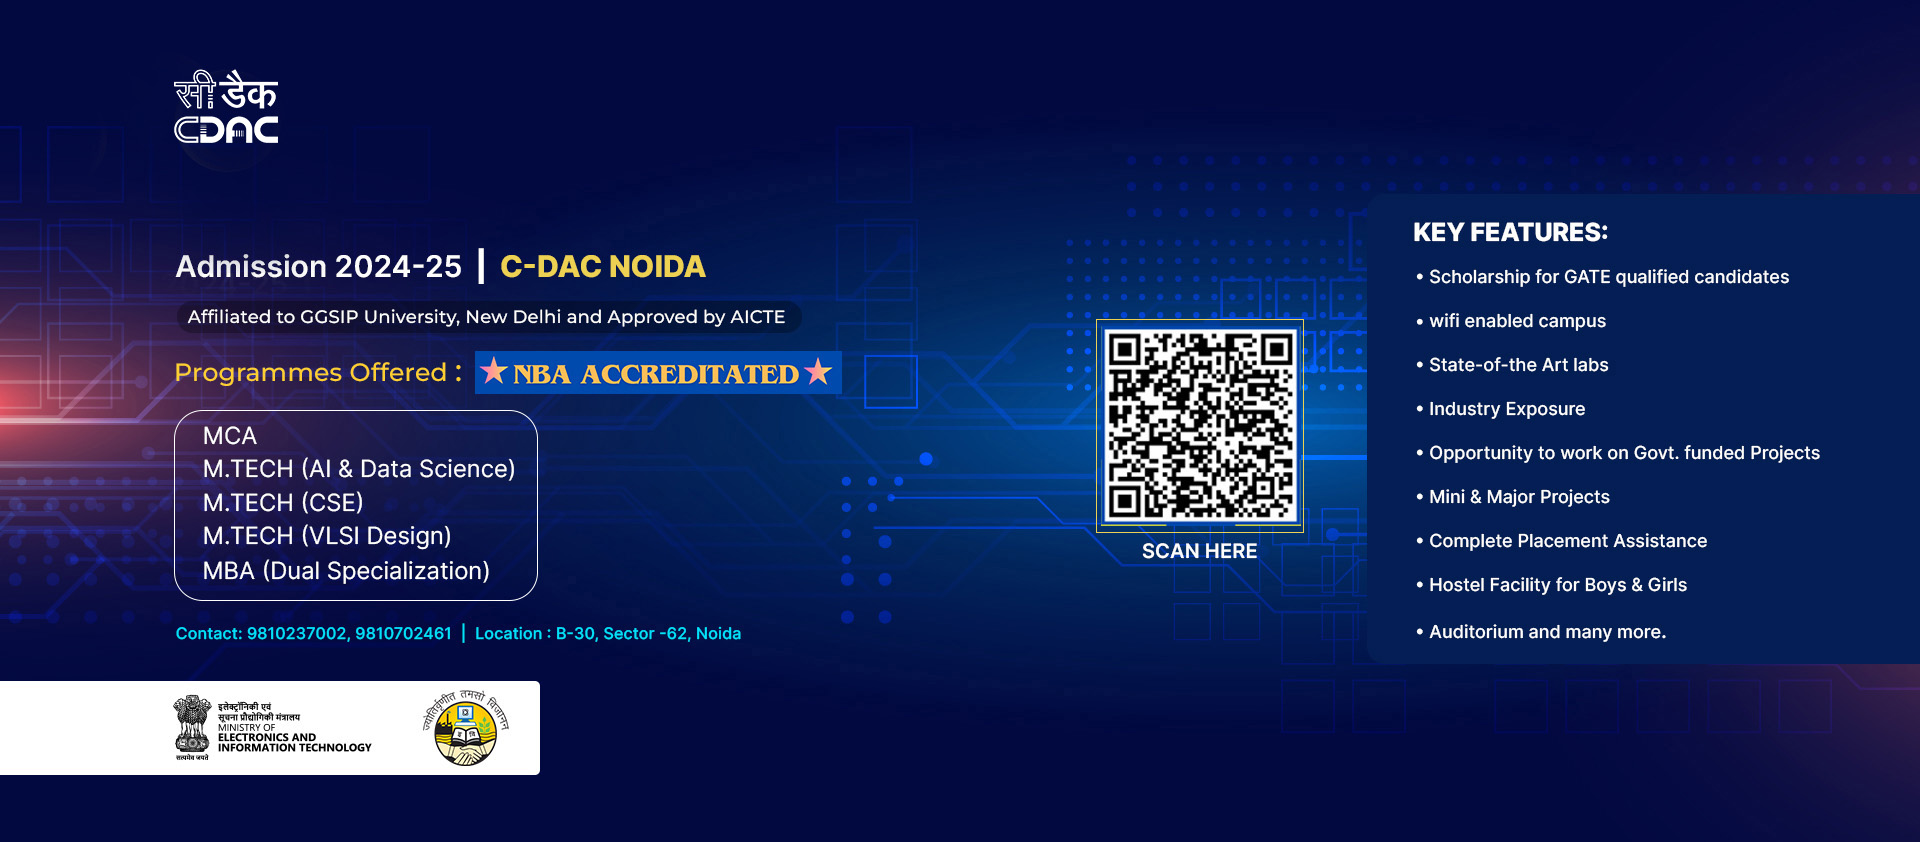 सी डैक
CDAC
Admission 2024-25 | C-DAC NOIDA
Affiliated to GGSIP University, New Delhi and Approved by AICTE
Programmes Offered : NBA ACCREDITATED
MCA
M.TECH (AI & Data Science)
M.TECH (CSE)
M.TECH (VLSI Design)
MBA (Dual Specialization)
Contact: 9810237002, 9810702461 | Location : B-30, Sector -62, Noida
इलेक्ट्रॉनिकी एवं
सूचना प्रौद्योगिकी मंत्रालय
MINISTRY OF
ELECTRONICS AND
INFORMATION TECHNOLOGY
सत्यमेव जयते
तमसो
SCAN HERE
KEY FEATURES:
• Scholarship for GATE qualified candidates
• wifi enabled campus
• State-of-the Art labs
• Industry Exposure
• Opportunity to work on Govt. funded Projects
• Mini & Major Projects
• Complete Placement Assistance
• Hostel Facility for Boys & Girls
• Auditorium and many more.